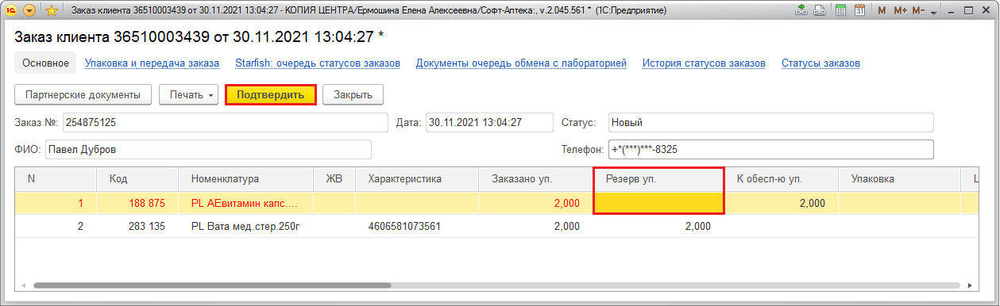 Заказ клиента 36510003439 от 30.11.2021 13:04:27 - КОПИЯ ЦЕНТРА/Ермошина Елена Алексеевна/Софт-Аптека:, v.2.045.561 * (1С:Предприятие)
31 M M+ M-
Заказ клиента 36510003439 от 30.11.2021 13:04:27 *
Основное Упаковка и передача заказа Starfish: очередь статусов заказов Документы очередь обмена с лабораторией История статусов заказов Статусы заказов
Партнерские документы Печать Подтвердить Закрыть
Заказ №: 254875125 Дата: 30.11.2021 13:04:27 Статус: Новый
ФИО: Павел Дубров Телефон: +*(***)***-8325
N Код Номенклатура ЖВ Характеристика Заказано уп. Резерв уп. К обесп-ю уп. Упаковка
1 188 875 PL АЕвитамин капс.... 2,000 2,000
2 283 135 PL Вата мед.стер.250г 4606581073561 2,000 2,000